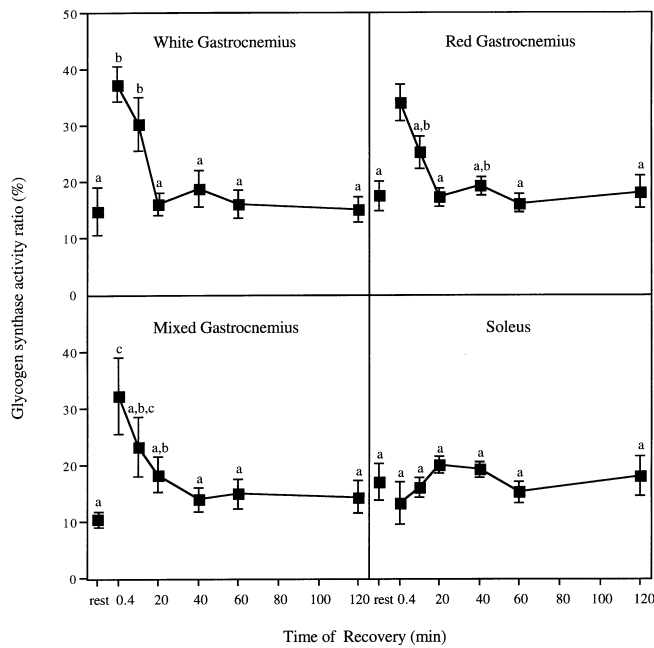 50
40
30
20
10
0
White Gastrocnemius
a
b
b
a
a
a
a
Red Gastrocnemius
a
a,b
a
a,b
a
a
Glycogen synthase activity ratio (%)
40
30
20
10
0
Mixed Gastrocnemius
a
c
a,b,c
a,b
a
a
a
Soleus
a
a
a
a
a
a
a
rest 0.4 20 40 60 80 100 120
rest 0.4 20 40 60 80 100 120
Time of Recovery (min)